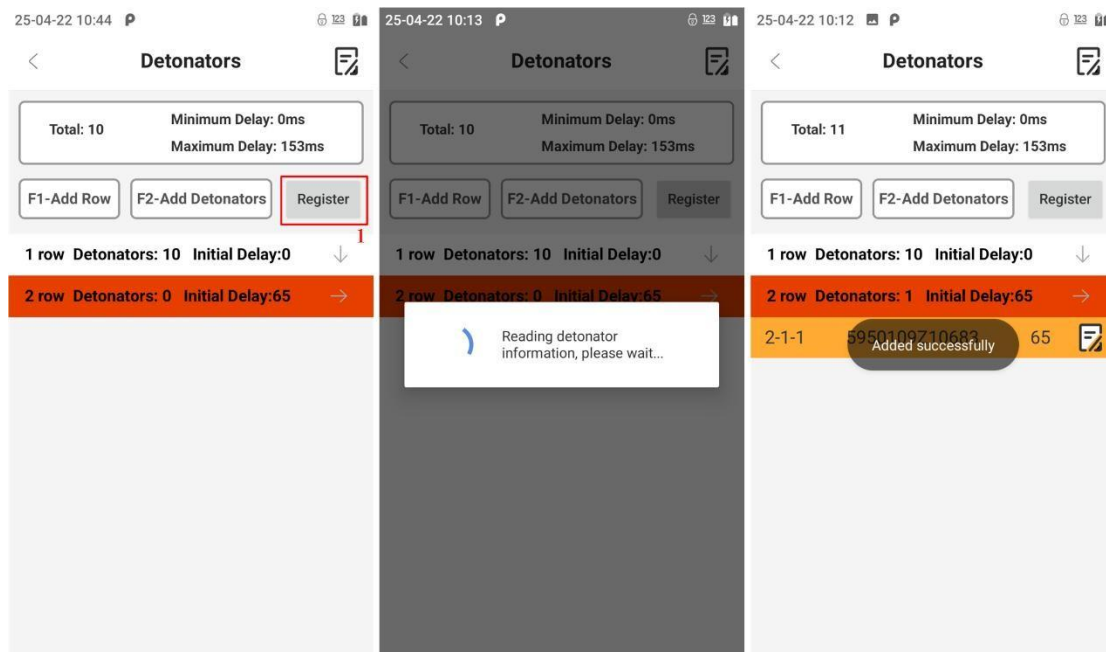 25-04-22 10:44
123
Detonators
Total: 10
Minimum Delay: 0ms
Maximum Delay: 153ms
F1-Add Row
F2-Add Detonators
Register
1
1 row Detonators: 10 Initial Delay:0
2 row Detonators: 0 Initial Delay:65
25-04-22 10:13
123
Detonators
Total: 10
Minimum Delay: 0ms
Maximum Delay: 153ms
F1-Add Row
F2-Add Detonators
Register
1 row Detonators: 10 Initial Delay:0
2 row Detonators: 0 Initial Delay:65
Reading detonator
information, please wait...
25-04-22 10:12
123
Detonators
Total: 11
Minimum Delay: 0ms
Maximum Delay: 153ms
F1-Add Row
F2-Add Detonators
Register
1 row Detonators: 10 Initial Delay:0
2 row Detonators: 1 Initial Delay:65
2-1-1 5950109Z10683 65
Added successfully